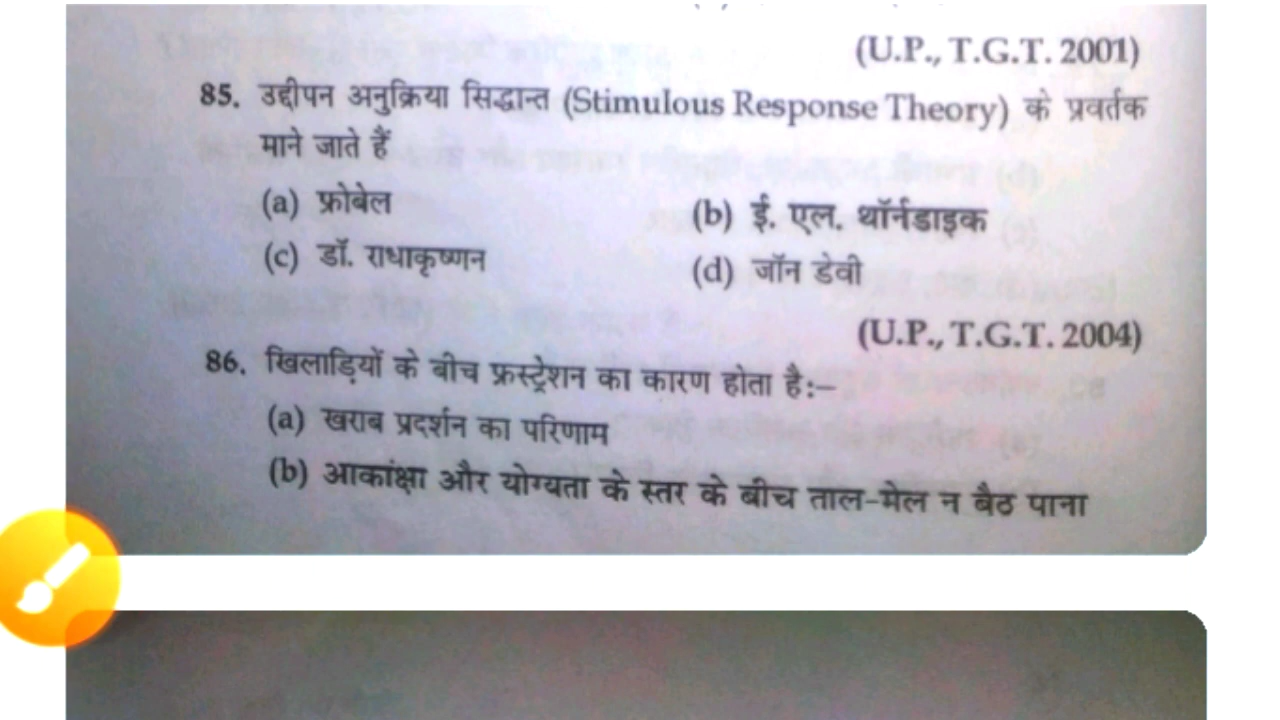 (U.P., T.G.T. 2001)
85. उद्दीपन अनुक्रिया सिद्धान्त (Stimulous Response Theory) के प्रवर्तक
माने जाते हैं
(a) फ्रोबेल (b) ई. एल. थॉर्नडाइक
(c) डॉ. राधाकृष्णन (d) जॉन डेवी
(U.P., T.G.T. 2004)
86. खिलाड़ियों के बीच फ्रस्ट्रेशन का कारण होता है:–
(a) खराब प्रदर्शन का परिणाम
(b) आकांक्षा और योग्यता के स्तर के बीच ताल-मेल न बैठ पाना